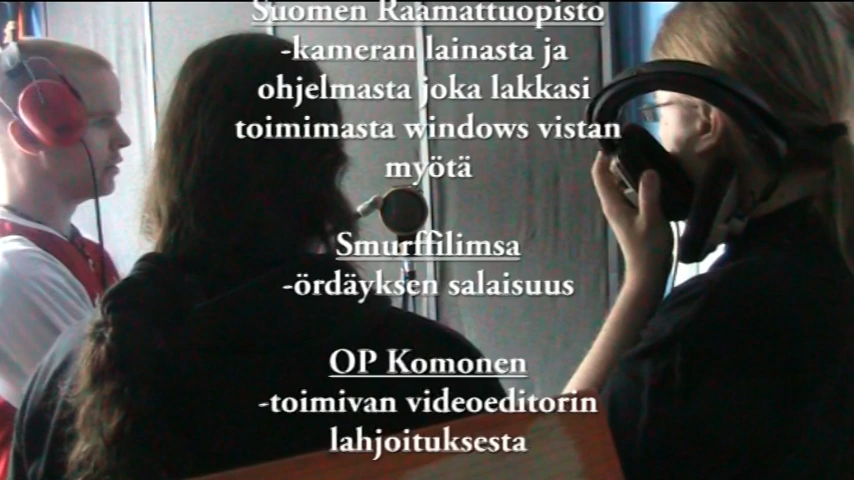 Suomen Raamattuopisto
-kameran lainasta ja
ohjelmasta joka lakkasi
toimimasta windows vistan
myötä
Smurffilimsa
-ördäyksen salaisuus
OP Komonen
-toimivan videoeditorin
lahjoituksesta